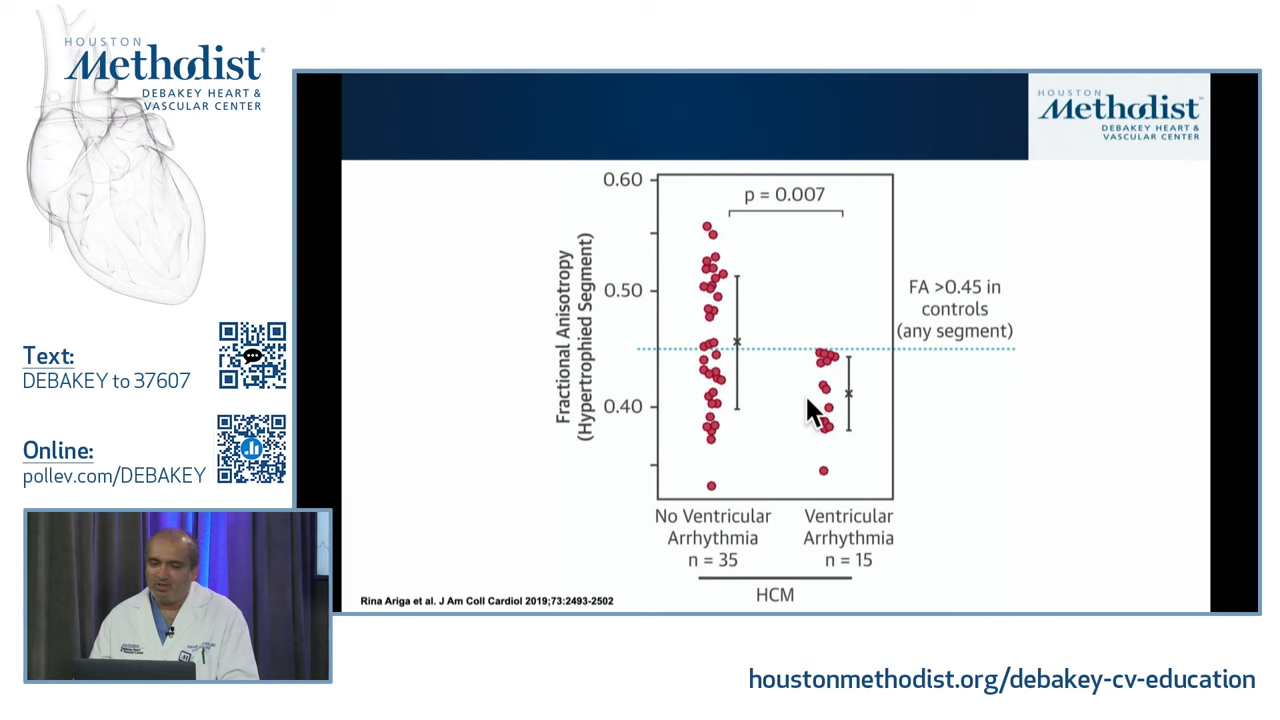 HOUSTON
Methodist
DEBAKEY HEART &
VASCULAR CENTER
Text:
DEBAKEY to 37607
Online:
pollev.com/DEBAKEY
HOUSTON
Methodist
DEBAKEY HEART &
VASCULAR CENTER
0.60
0.50
0.40
Fractional Anisotropy
(Hypertrophied Segment)
p = 0.007
FA >0.45 in
controls
(any segment)
No Ventricular
Arrhythmia
n = 35
Ventricular
Arrhythmia
n = 15
HCM
Rina Ariga et al. J Am Coll Cardiol 2019;73:2493-2502
houstonmethodist.org/debakey-cv-education